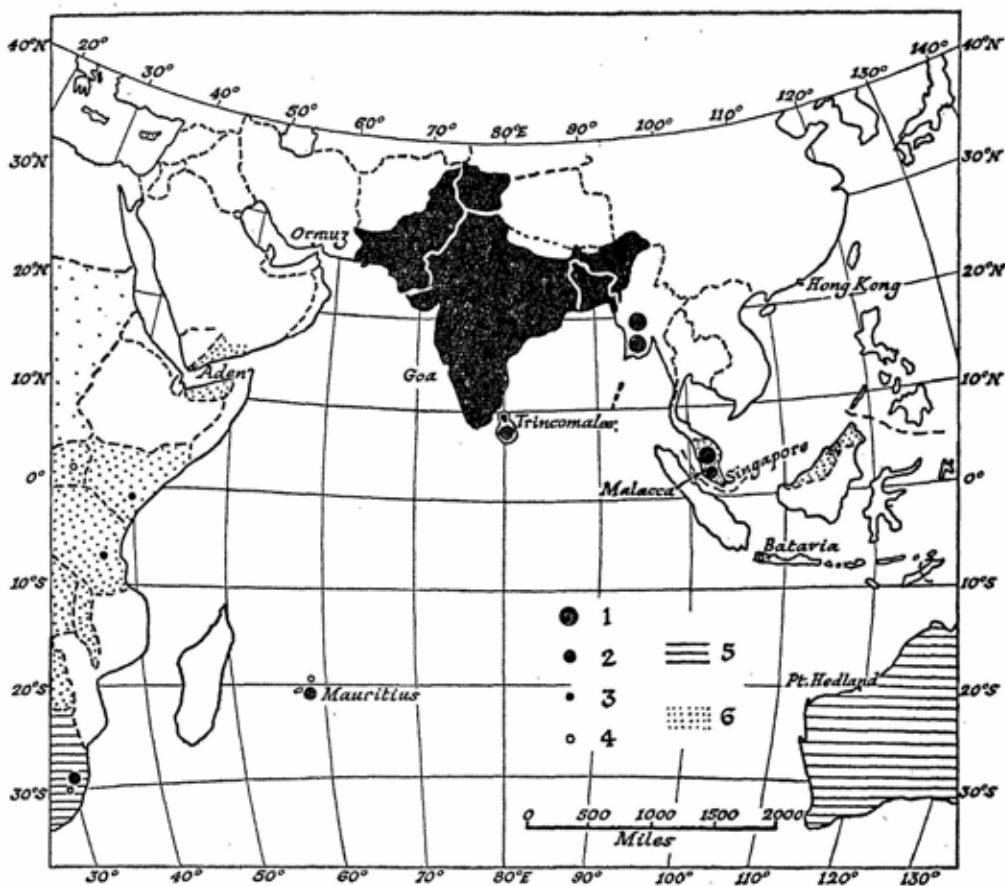 20° 30° 40° 50° 60° 70° 80°E 90° 100° 110° 120° 130° 140°
40°N 40°N
30°N 30°N
20°N 20°N
10°N 10°N
0° 0°
10°S 10°S
20°S 20°S
30°S 30°S
Ormuz
Hong Kong
Aden
Goa
Trincomalee
Singapore
Malacca
Batavia
Mauritius
Pt. Hedland
1
2
3
4
5
6
0 500 1000 1500 2000
Miles
30° 40° 50° 60° 70° 80° 90° 100° 110° 120° 130°